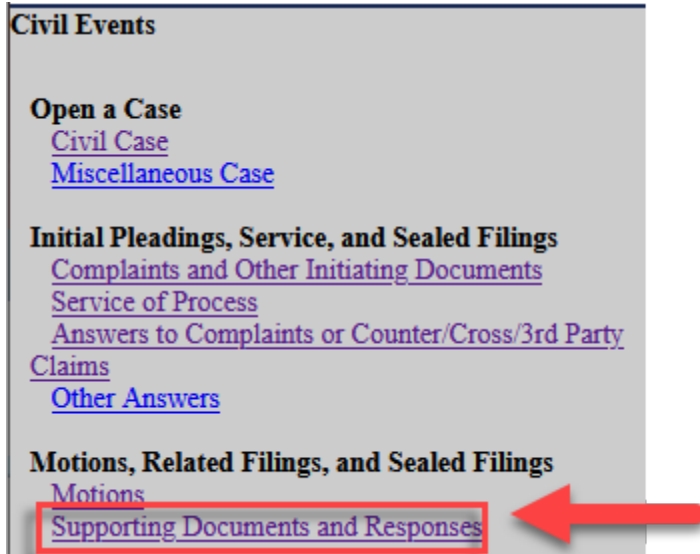 Civil Events
Open a Case
Civil Case
Miscellaneous Case
Initial Pleadings, Service, and Sealed Filings
Complaints and Other Initiating Documents
Service of Process
Answers to Complaints or Counter/Cross/3rd Party
Claims
Other Answers
Motions, Related Filings, and Sealed Filings
Motions
Supporting Documents and Responses